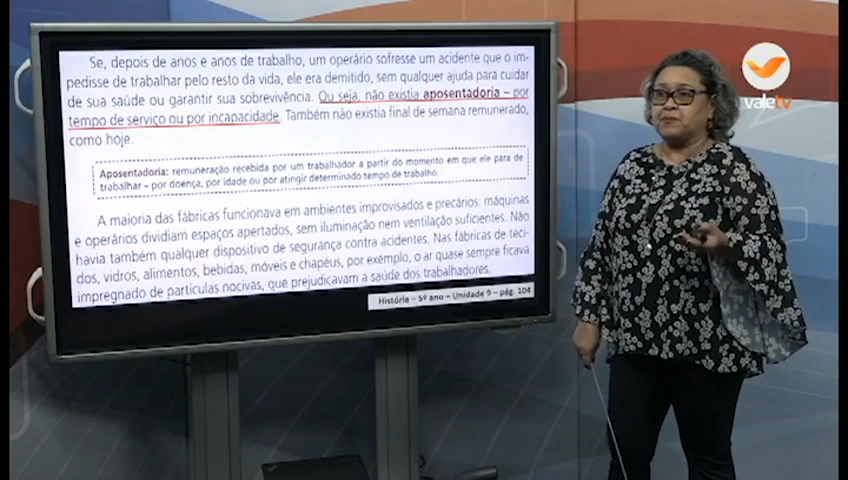 Se, depois de anos e anos de trabalho, um operário sofresse um acidente que o im-
pedisse de trabalhar pelo resto da vida, ele era demitido, sem qualquer ajuda para cuidar
de sua saúde ou garantir sua sobrevivência. Ou seja, não existia aposentadoria – por
tempo de serviço ou por incapacidade. Também não existia final de semana remunerado,
como hoje.
Aposentadoria: remuneração recebida por um trabalhador a partir do momento em que ele para de
trabalhar – por doença, por idade ou por atingir determinado tempo de trabalho.
A maioria das fábricas funcionava em ambientes improvisados e precários: máquinas
e operários dividiam espaços apertados, sem iluminação nem ventilação suficientes. Não
havia também qualquer dispositivo de segurança contra acidentes. Nas fábricas de teci-
dos, vidros, alimentos, bebidas, móveis e chapéus, por exemplo, o ar quase sempre ficava
impregnado de partículas nocivas, que prejudicavam a saúde dos trabalhadores.
História – 5º ano – Unidade 9 – pág. 104
valetv